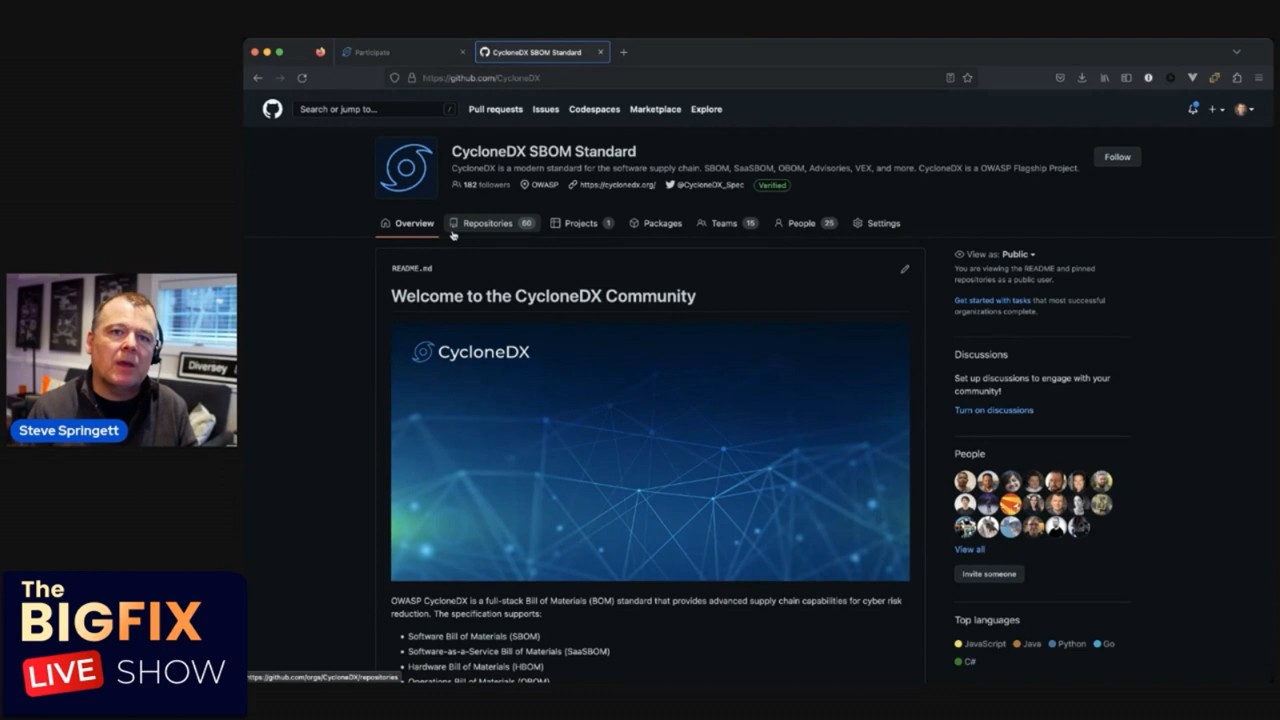 Participate
CycloneDX SBOM Standard
https://github.com/CycloneDX
Search or jump to...
/
Pull requests
Issues
Codespaces
Marketplace
Explore
CycloneDX SBOM Standard
Follow
CycloneDX is a modern standard for the software supply chain. SBOM, SaaSBOM, OBOM, Advisories, VEX, and more. CycloneDX is a OWASP Flagship Project.
182 followers OWASP https://cyclonedx.org/ @CycloneDX_Spec Verified
Overview
Repositories 60
Projects 1
Packages
Teams 15
People 25
Settings
README.md
Welcome to the CycloneDX Community
CycloneDX
OWASP CycloneDX is a full-stack Bill of Materials (BOM) standard that provides advanced supply chain capabilities for cyber risk
reduction. The specification supports:
• Software Bill of Materials (SBOM)
• Software-as-a-Service Bill of Materials (SaaSBOM)
• Hardware Bill of Materials (HBOM)
• Operations Bill of Materials (OBOM)
https://github.com/orgs/CycloneDX/repositories
View as: Public
You are viewing the README and pinned
repositories as a public user.
Get started with tasks that most successful
organizations complete.
Discussions
Set up discussions to engage with your
community!
Turn on discussions
People
View all
Invite someone
Top languages
JavaScript Java Python Go
C#
Diversey
Steve Springett
The
BIGFIX
LIVE SHOW